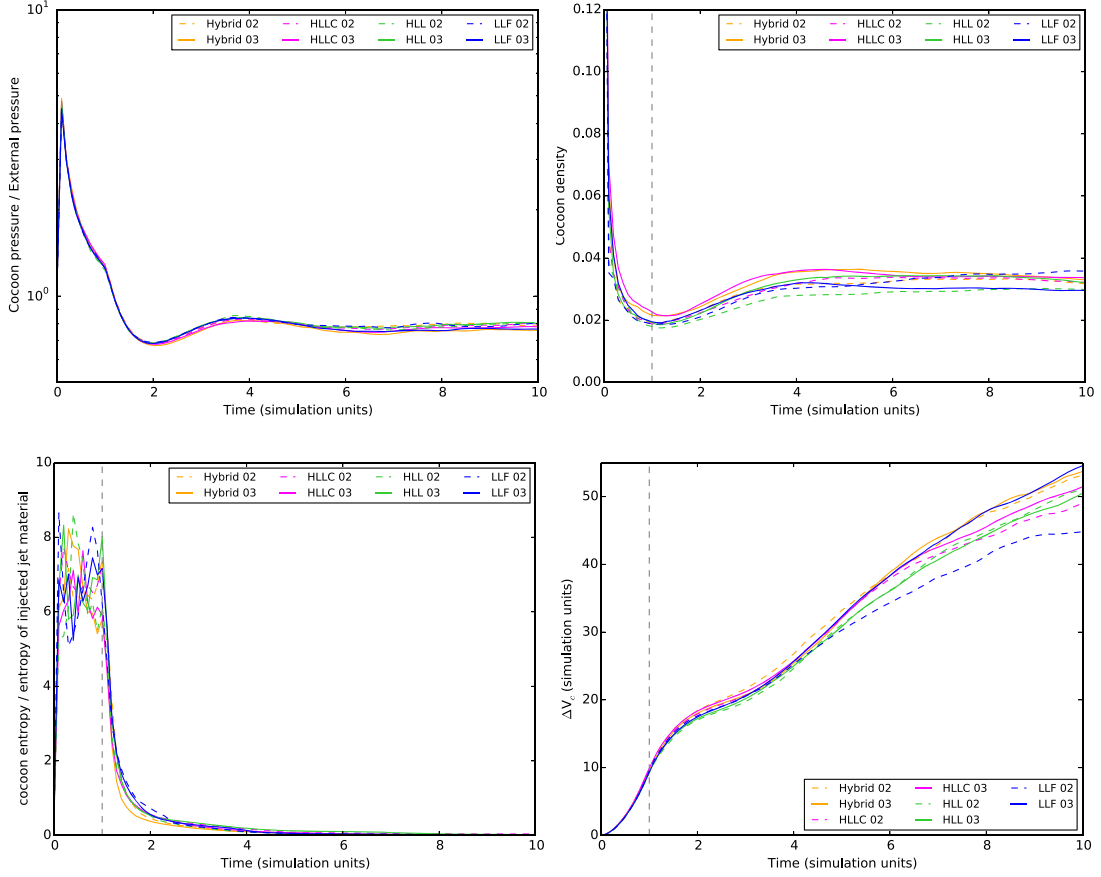 10¹
10⁰
Cocoon pressure / External pressure
Hybrid 02 HLLC 02 HLL 02 LLF 02
Hybrid 03 HLLC 03 HLL 03 LLF 03
0 2 4 6 8 10
Time (simulation units)
0.12
0.10
0.08
0.06
0.04
0.02
0.00
Cocoon density
Hybrid 02 HLLC 02 HLL 02 LLF 02
Hybrid 03 HLLC 03 HLL 03 LLF 03
0 2 4 6 8 10
Time (simulation units)
10
8
6
4
2
0
cocoon entropy / entropy of injected jet material
Hybrid 02 HLLC 02 HLL 02 LLF 02
Hybrid 03 HLLC 03 HLL 03 LLF 03
0 2 4 6 8 10
Time (simulation units)
50
40
30
20
10
0
ΔV_c (simulation units)
Hybrid 02 HLLC 03 LLF 02
Hybrid 03 HLL 02 LLF 03
HLLC 02 HLL 03
0 2 4 6 8 10
Time (simulation units)